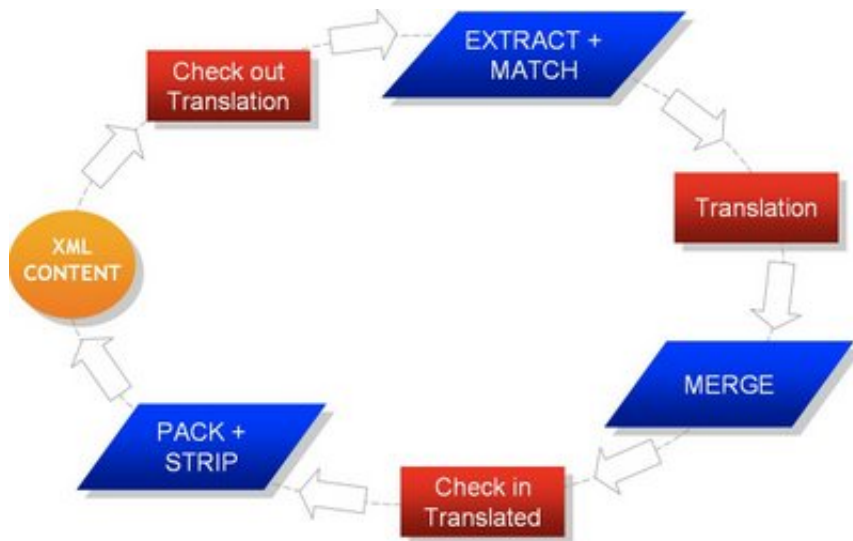 EXTRACT +
MATCH
Check out
Translation
Translation
XML
CONTENT
MERGE
PACK +
STRIP
Check in
Translated